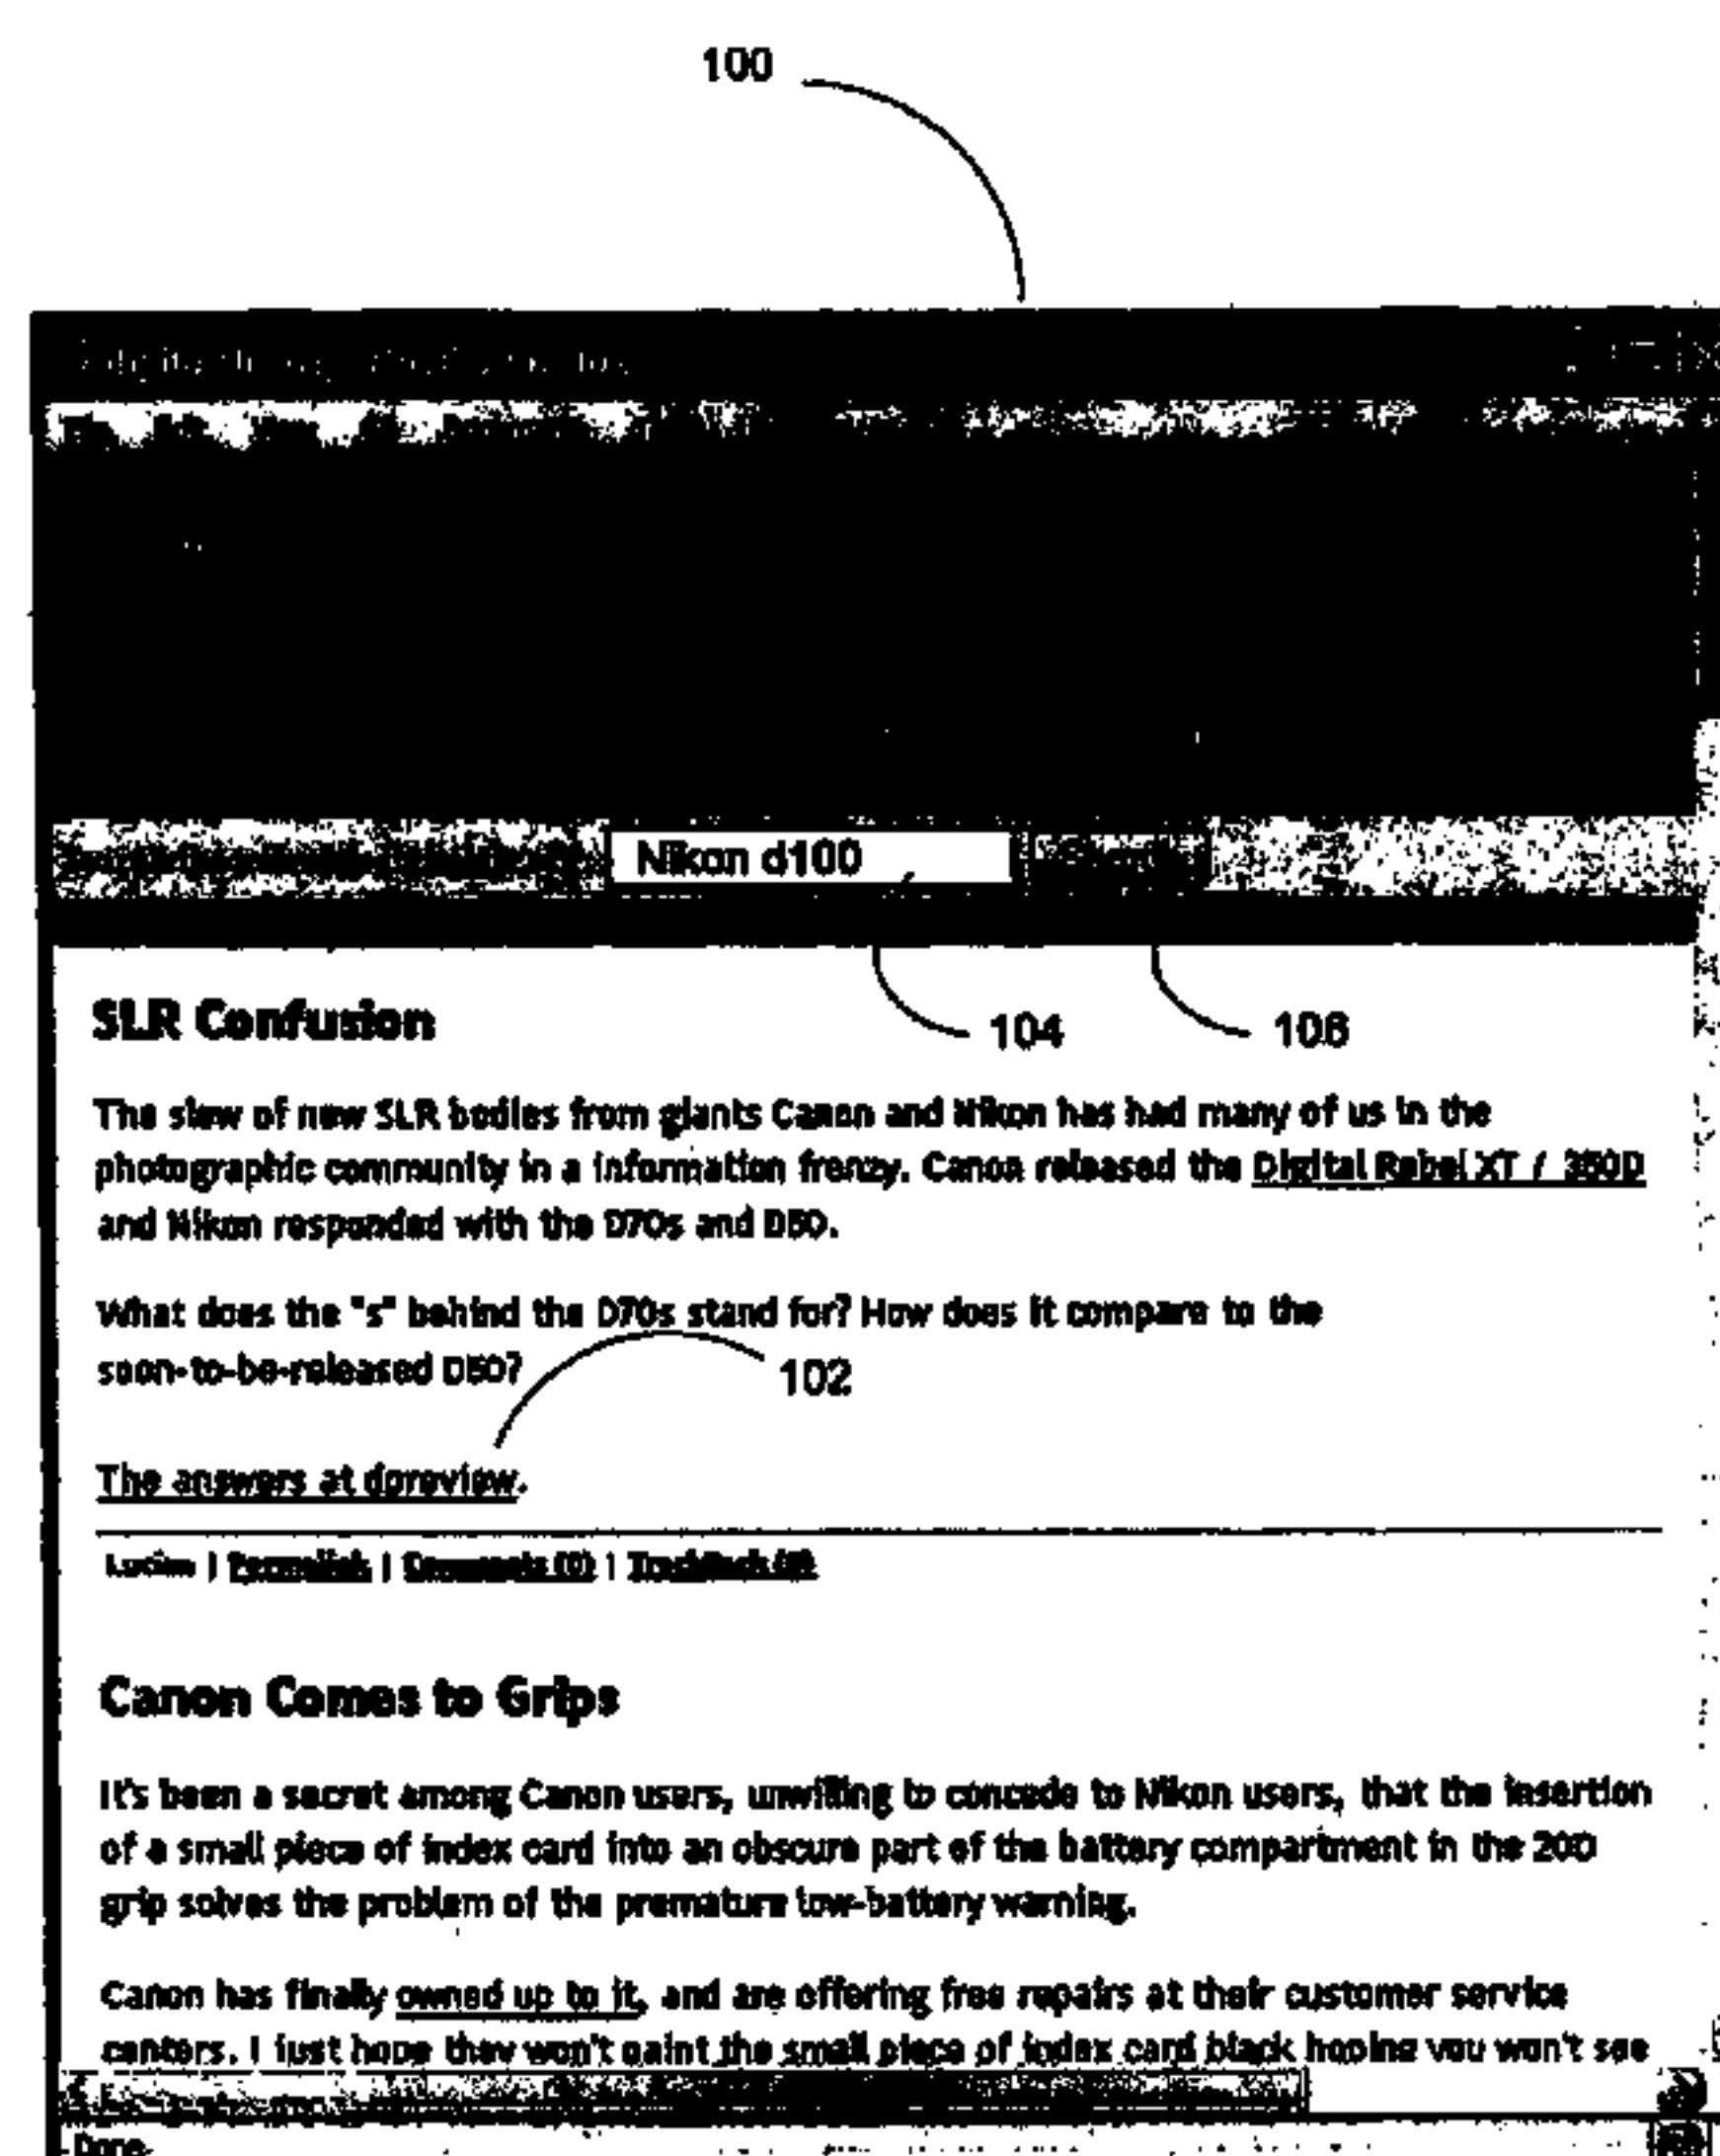 100
Nikon d100
104
106
SLR Confusion
The slew of new SLR bodies from giants Canon and Nikon has had many of us in the
photographic community in a information frenzy. Canon released the Digital Rebel XT / 350D
and Nikon responded with the D70s and D50.
What does the "s" behind the D70s stand for? How does it compare to the
soon-to-be-released D50?
102
The answers at dpreview.
| Permalink | Comments (0) | TrackBack
Canon Comes to Grips
It's been a secret among Canon users, unwilling to concede to Nikon users, that the insertion
of a small piece of index card into an obscure part of the battery compartment in the 20D
grip solves the problem of the premature low-battery warning.
Canon has finally owned up to it, and are offering free repairs at their customer service
centers. I just hope they won't paint the small piece of index card black hoping you won't see
Done